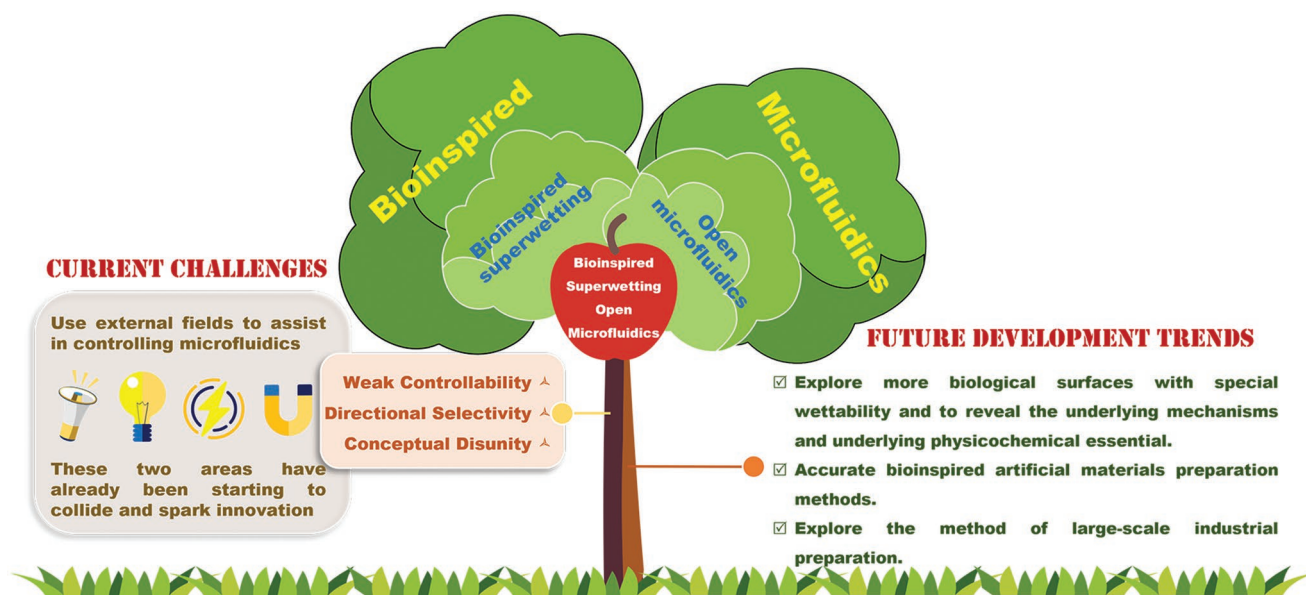 Bioinspired
Microfluidics
Bioinspired
superwetting
Open
microfluidics
Bioinspired
Superwetting
Open
Microfluidics
CURRENT CHALLENGES
Use external fields to assist
in controlling microfluidics
These two areas have
already been starting to
collide and spark innovation
Weak Controllability
Directional Selectivity
Conceptual Disunity
FUTURE DEVELOPMENT TRENDS
Explore more biological surfaces with special
wettability and to reveal the underlying mechanisms
and underlying physicochemical essential.
Accurate bioinspired artificial materials preparation
methods.
Explore the method of large-scale industrial
preparation.